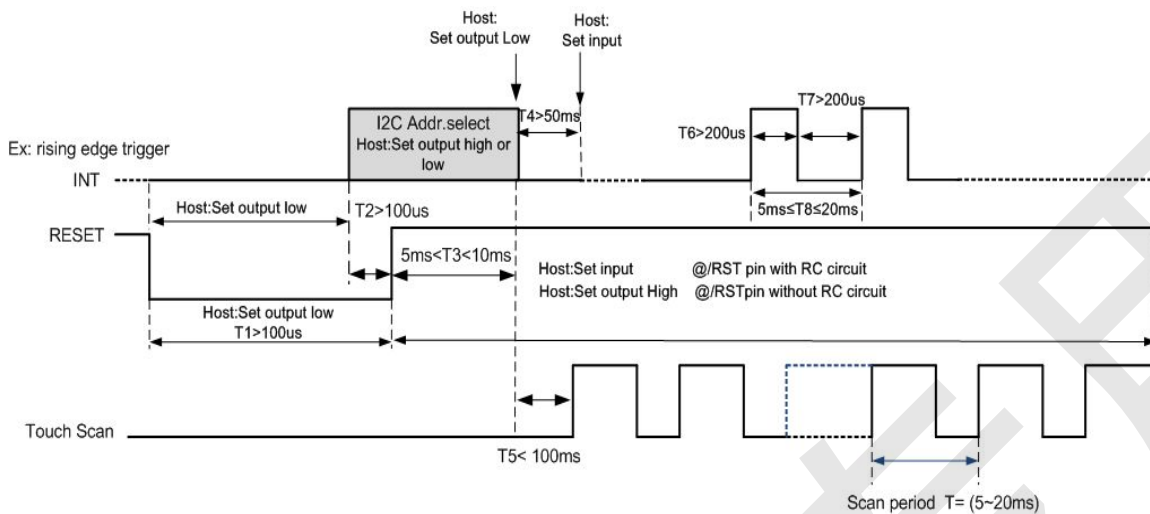 Host:
Set output Low
Host:
Set input
T4>50ms
T7>200us
T6>200us
I2C Addr.select
Host:Set output high or
low
Ex: rising edge trigger
INT
Host:Set output low
T2>100us
5ms≤T8≤20ms
RESET
5ms<T3<10ms
Host:Set input @/RST pin with RC circuit
Host:Set output High @/RSTpin without RC circuit
Host:Set output low
T1>100us
Touch Scan
T5< 100ms
Scan period T= (5~20ms)